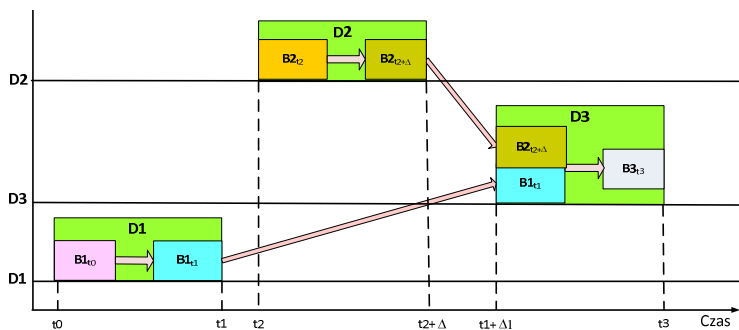 D2
B2t2
B2t2+Δ
D2
D3
B2t2+Δ
B1t1
B3t3
D3
D1
B1t0
B1t1
D1
t0
t1
t2
t2+ Δ
t1+ Δ1
t3
Czas